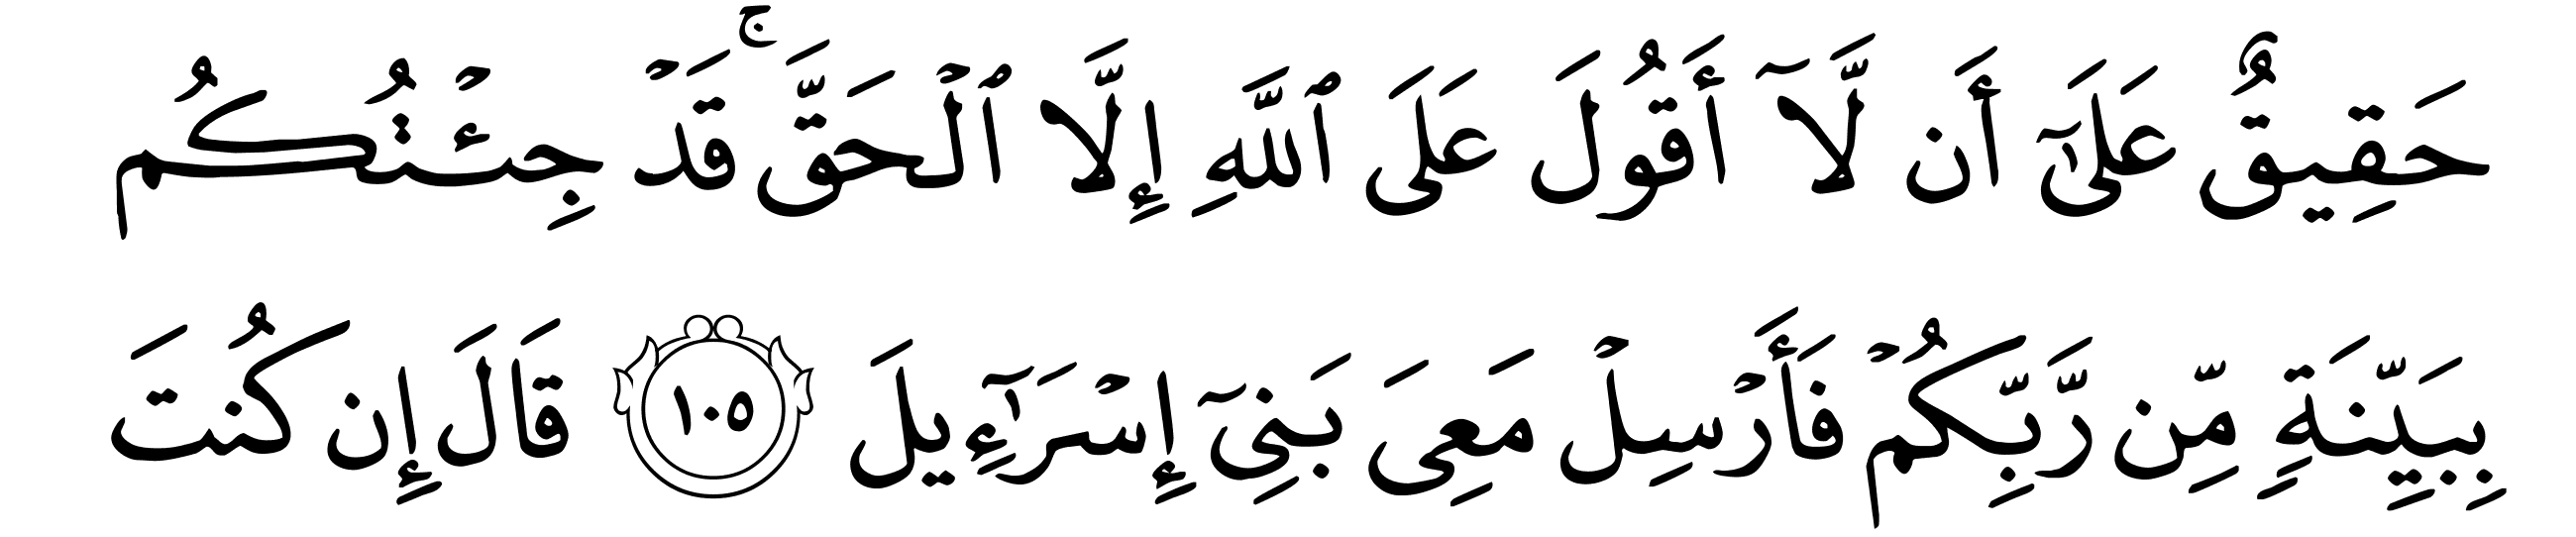 حَقِيقٌ عَلَىٰٓ أَن لَّآ أَقُولَ عَلَى ٱللَّهِ إِلَّا ٱلۡحَقَّۚ قَدۡ جِئۡتُكُم
بِبَيِّنَةٖ مِّن رَّبِّكُمۡ فَأَرۡسِلۡ مَعِيَ بَنِيٓ إِسۡرَٰٓءِيلَ ١٠٥ قَالَ إِن كُنتَ